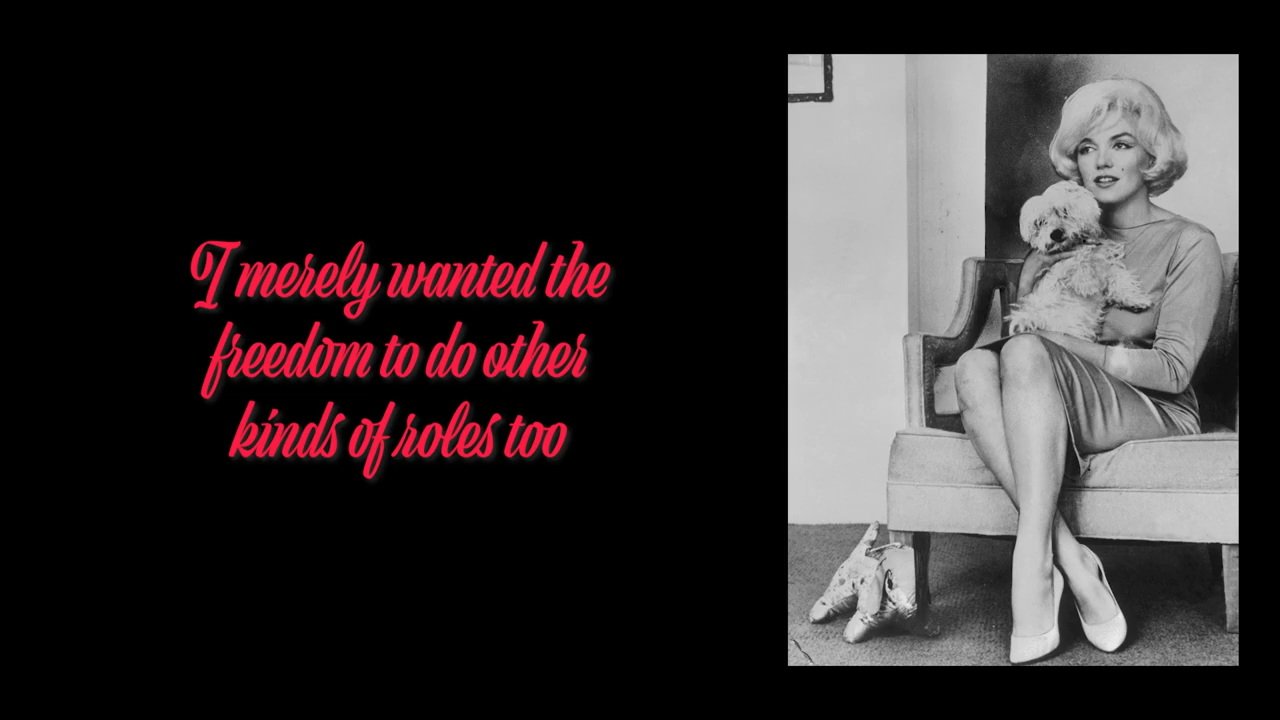 I merely wanted the
freedom to do other
kinds of roles too